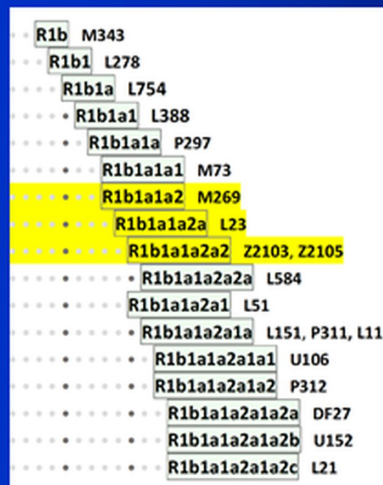 R1b M343
R1b1 L278
R1b1a L754
R1b1a1 L388
R1b1a1a P297
R1b1a1a1 M73
R1b1a1a2 M269
R1b1a1a2a L23
R1b1a1a2a2 Z2103, Z2105
R1b1a1a2a2a L584
R1b1a1a2a1 L51
R1b1a1a2a1a L151, P311, L11
R1b1a1a2a1a1 U106
R1b1a1a2a1a2 P312
R1b1a1a2a1a2a DF27
R1b1a1a2a1a2b U152
R1b1a1a2a1a2c L21